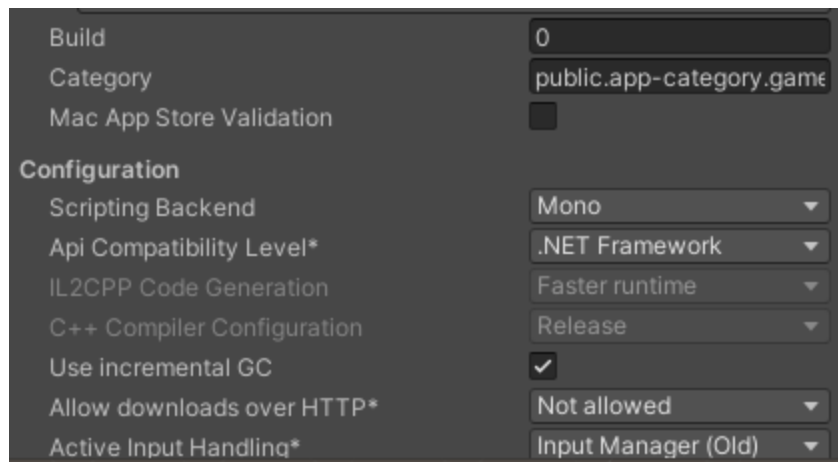 Build 0
Category public.app-category.game
Mac App Store Validation
Configuration
Scripting Backend Mono
Api Compatibility Level* .NET Framework
IL2CPP Code Generation Faster runtime
C++ Compiler Configuration Release
Use incremental GC
Allow downloads over HTTP* Not allowed
Active Input Handling* Input Manager (Old)